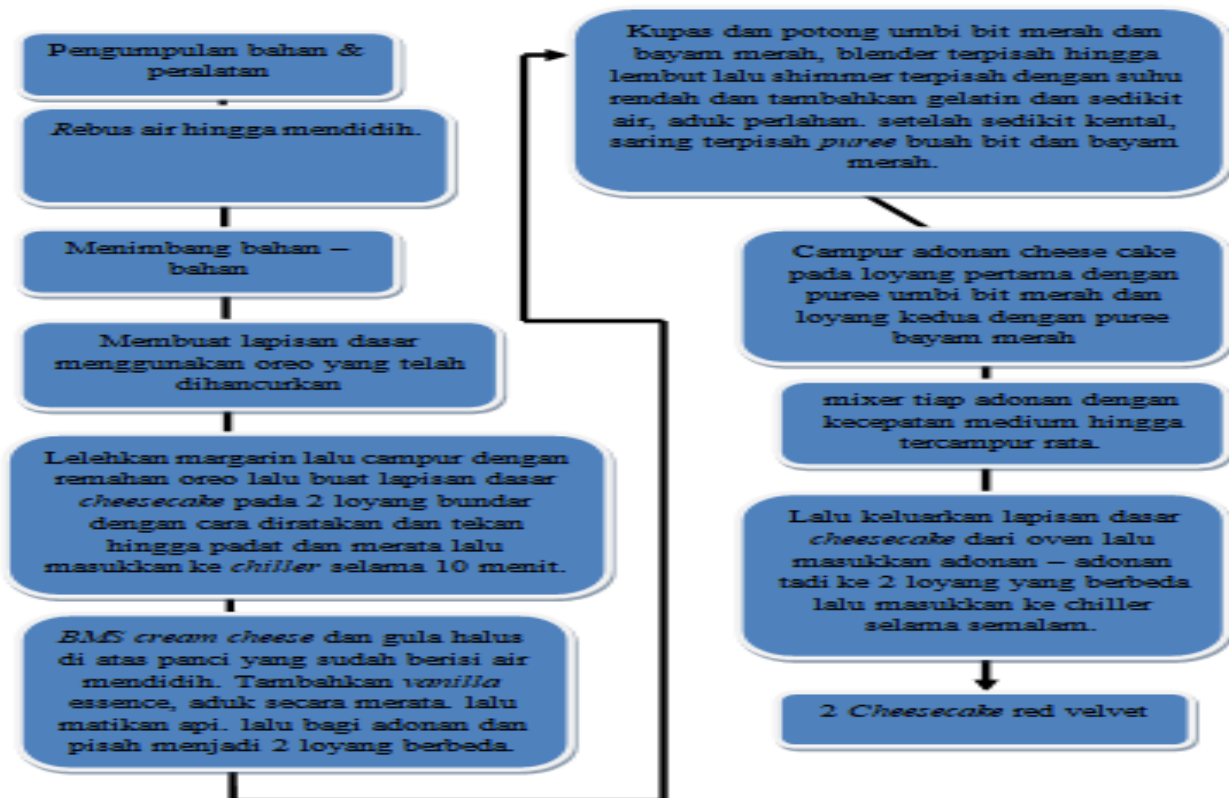 Pengumpulan bahan &
peralatan
Rebus air hingga mendidih.
Menimbang bahan –
bahan
Membuat lapisan dasar
menggunakan oreo yang telah
dihancurkan
Lelehkan margarin lalu campur dengan
remahan oreo lalu buat lapisan dasar
cheesecake pada 2 loyang bundar
dengan cara diratakan dan tekan
hingga padat dan merata lalu
masukkan ke chiller selama 10 menit.
BMS cream cheese dan gula halus
di atas panci yang sudah berisi air
mendidih. Tambahkan vanilla
essence, aduk secara merata. lalu
matikan api. lalu bagi adonan dan
pisah menjadi 2 loyang berbeda.
Kupas dan potong umbi bit merah dan
bayam merah, blender terpisah hingga
lembut lalu shimmer terpisah dengan suhu
rendah dan tambahkan gelatin dan sedikit
air, aduk perlahan. setelah sedikit kental,
saring terpisah puree buah bit dan bayam
merah.
Campur adonan cheese cake
pada loyang pertama dengan
puree umbi bit merah dan
loyang kedua dengan puree
bayam merah
mixer tiap adonan dengan
kecepatan medium hingga
tercampur rata.
Lalu keluarkan lapisan dasar
cheesecake dari oven lalu
masukkan adonan – adonan
tadi ke 2 loyang yang berbeda
lalu masukkan ke chiller
selama semalam.
2 Cheesecake red velvet